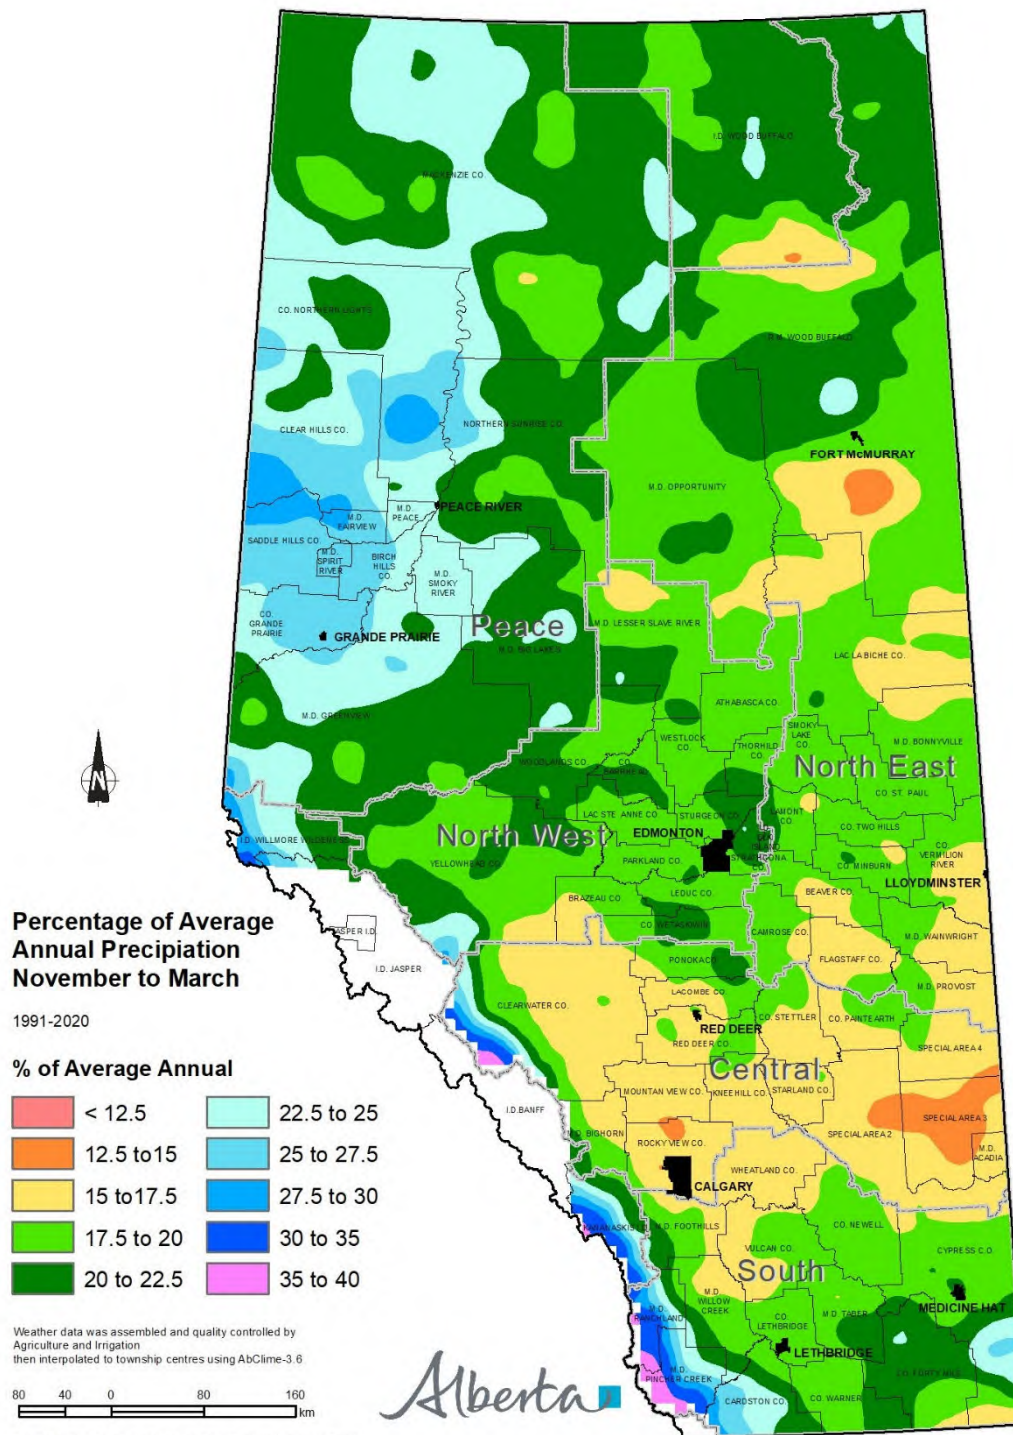 I.D. WOOD BUFFALO
MACKENZIE CO.
CO. NORTHERN LIGHTS
R.M. WOOD BUFFALO
CLEAR HILLS CO.
NORTHERN SUNRISE CO.
FORT McMURRAY
M.D. OPPORTUNITY
PEACE RIVER
M.D.
PEACE
M.D.
FAIRVIEW
SADDLE HILLS CO.
M.D.
SPIRIT
RIVER
BIRCH
HILLS
CO.
M.D.
SMOKY
RIVER
CO.
GRANDE
PRAIRIE
GRANDE PRAIRIE
Peace
M.D. BIG LAKES
M.D. LESSER SLAVE RIVER
LAC LA BICHE CO.
M.D. GREENVIEW
ATHABASCA CO.
WESTLOCK
CO.
THORHILD
CO.
SMOKY
LAKE
CO.
M.D. BONNYVILLE
North East
CO. ST. PAUL
WOODLANDS CO.
CO.
BARRHEAD
N
LAC STE. ANNE CO.
STURGEON CO.
LAMONT
CO.
CO. TWO HILLS
North West
EDMONTON
I.D. WILLMORE WILDERNESS
YELLOWHEAD CO.
PARKLAND CO.
ISLAND
STRATHCONA
CO.
CO. MINBURN
CO.
VERMILION
RIVER
LLOYDMINSTER
LEDUC CO.
BRAZEAU CO.
BEAVER CO.
CO. WETASKIWIN
CAMROSE CO.
M.D. WAINWRIGHT
FLAGSTAFF CO.
Percentage of Average
Annual Precipitation
November to March
1991-2020
JASPER I.D.
I.D. JASPER
PONOKA CO.
M.D. PROVOST
CLEARWATER CO.
LACOMBE CO.
RED DEER
CO. STETTLER
CO. PAINTEARTH
RED DEER CO.
SPECIAL AREA 4
Central
MOUNTAN VIEW CO.
KNEEHILL CO.
STARLAND CO.
I.D. BANFF
SPECIAL AREA 3
M.D. BIGHORN
ROCKYVIEW CO.
SPECIAL AREA 2
M.D.
ACADIA
WHEATLAND CO.
CALGARY
KANANASKIS I.D.
M.D. FOOTHILLS
CO. NEWELL
VULCAN CO.
CYPRESS C.O.
South
M.D.
WILLOW
CREEK
M.D.
RANCHLAND
CO.
LETHBRIDGE
M.D. TABER
MEDICINE HAT
LETHBRIDGE
M.D.
PINCHER CREEK
CO. FORTY MILE
CARDSTON CO.
CO. WARNER
% of Average Annual
< 12.5
12.5 to15
15 to17.5
17.5 to 20
20 to 22.5
22.5 to 25
25 to 27.5
27.5 to 30
30 to 35
35 to 40
Weather data was assembled and quality controlled by
Agriculture and Irrigation
then interpolated to township centres using AbClime-3.6
80 40 0 80 160
km
Alberta